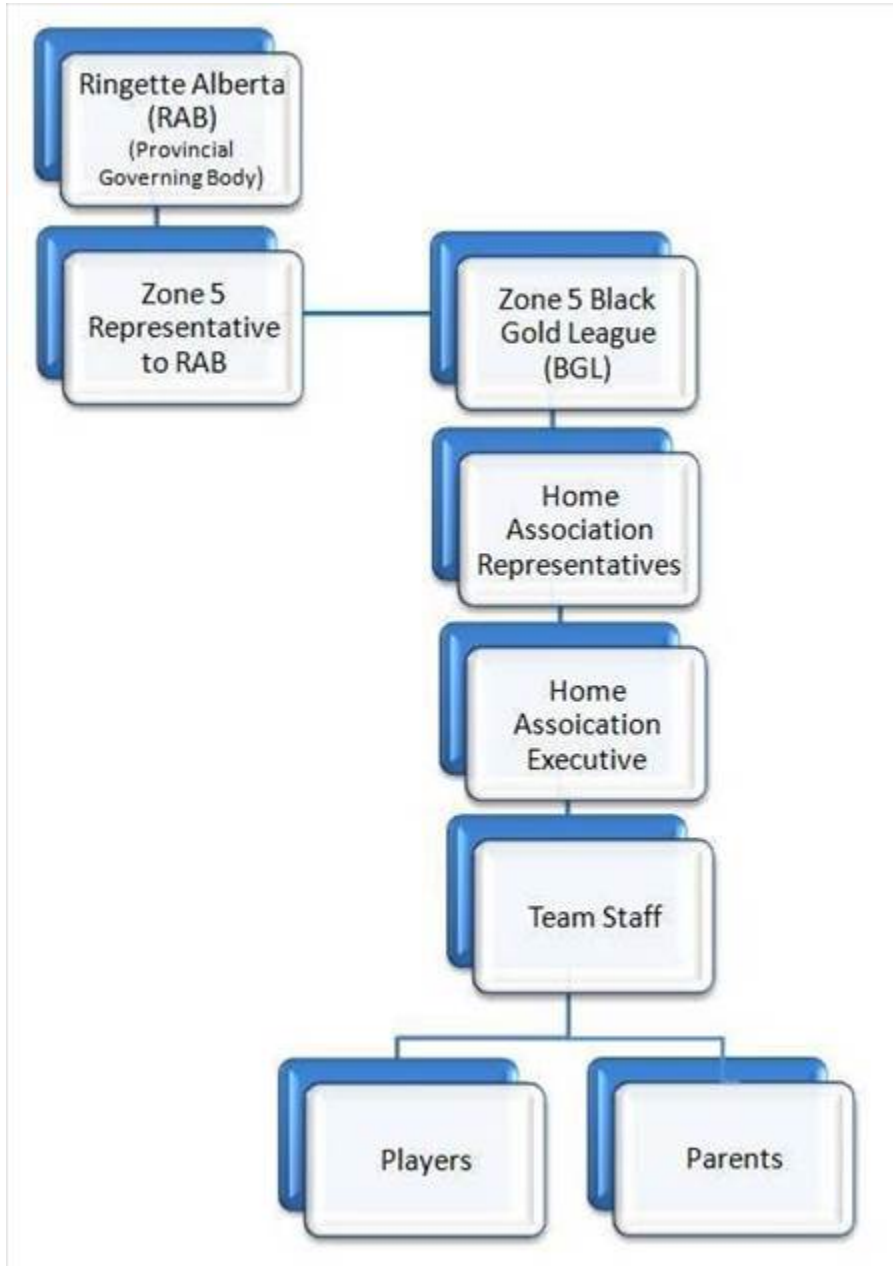 Ringette Alberta
(RAB)
(Provincial
Governing Body)
Zone 5
Representative
to RAB
Zone 5 Black
Gold League
(BGL)
Home
Association
Representatives
Home
Assoication
Executive
Team Staff
Players
Parents